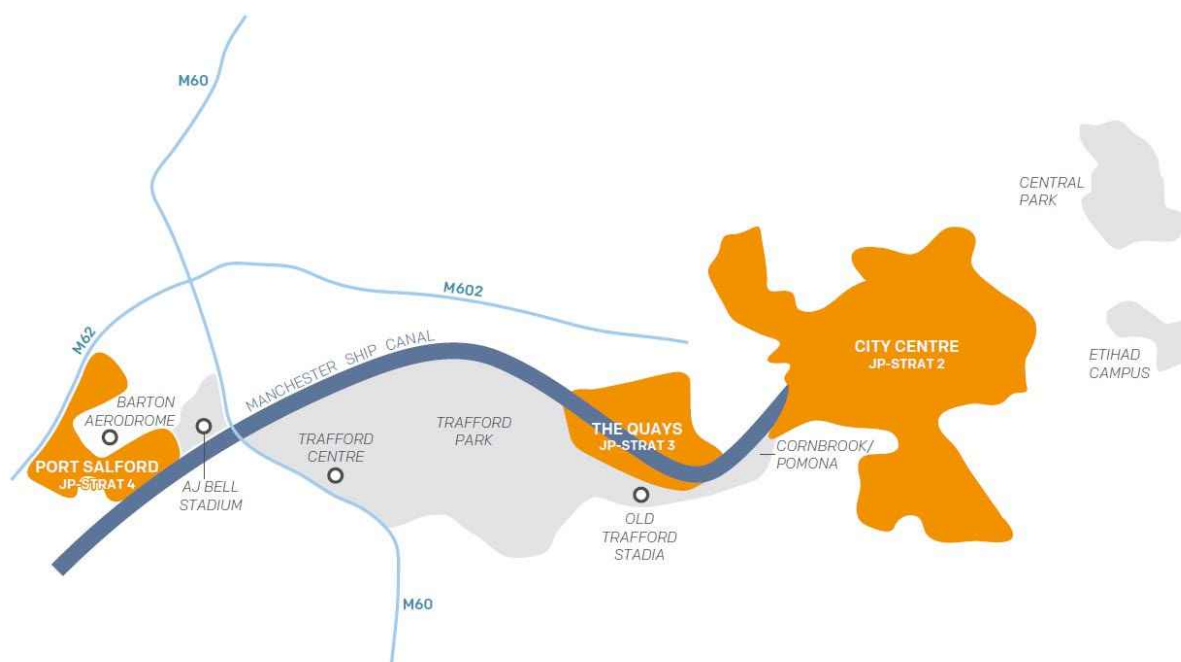 M60
CENTRAL
PARK
M602
M62
MANCHESTER SHIP CANAL
CITY CENTRE
JP-STRAT 2
ETIHAD
CAMPUS
BARTON
AERODROME
TRAFFORD
PARK
THE QUAYS
JP-STRAT 3
TRAFFORD
CENTRE
CORNBROOK/
POMONA
PORT SALFORD
JP-STRAT 4
AJ BELL
STADIUM
OLD
TRAFFORD
STADIA
M60